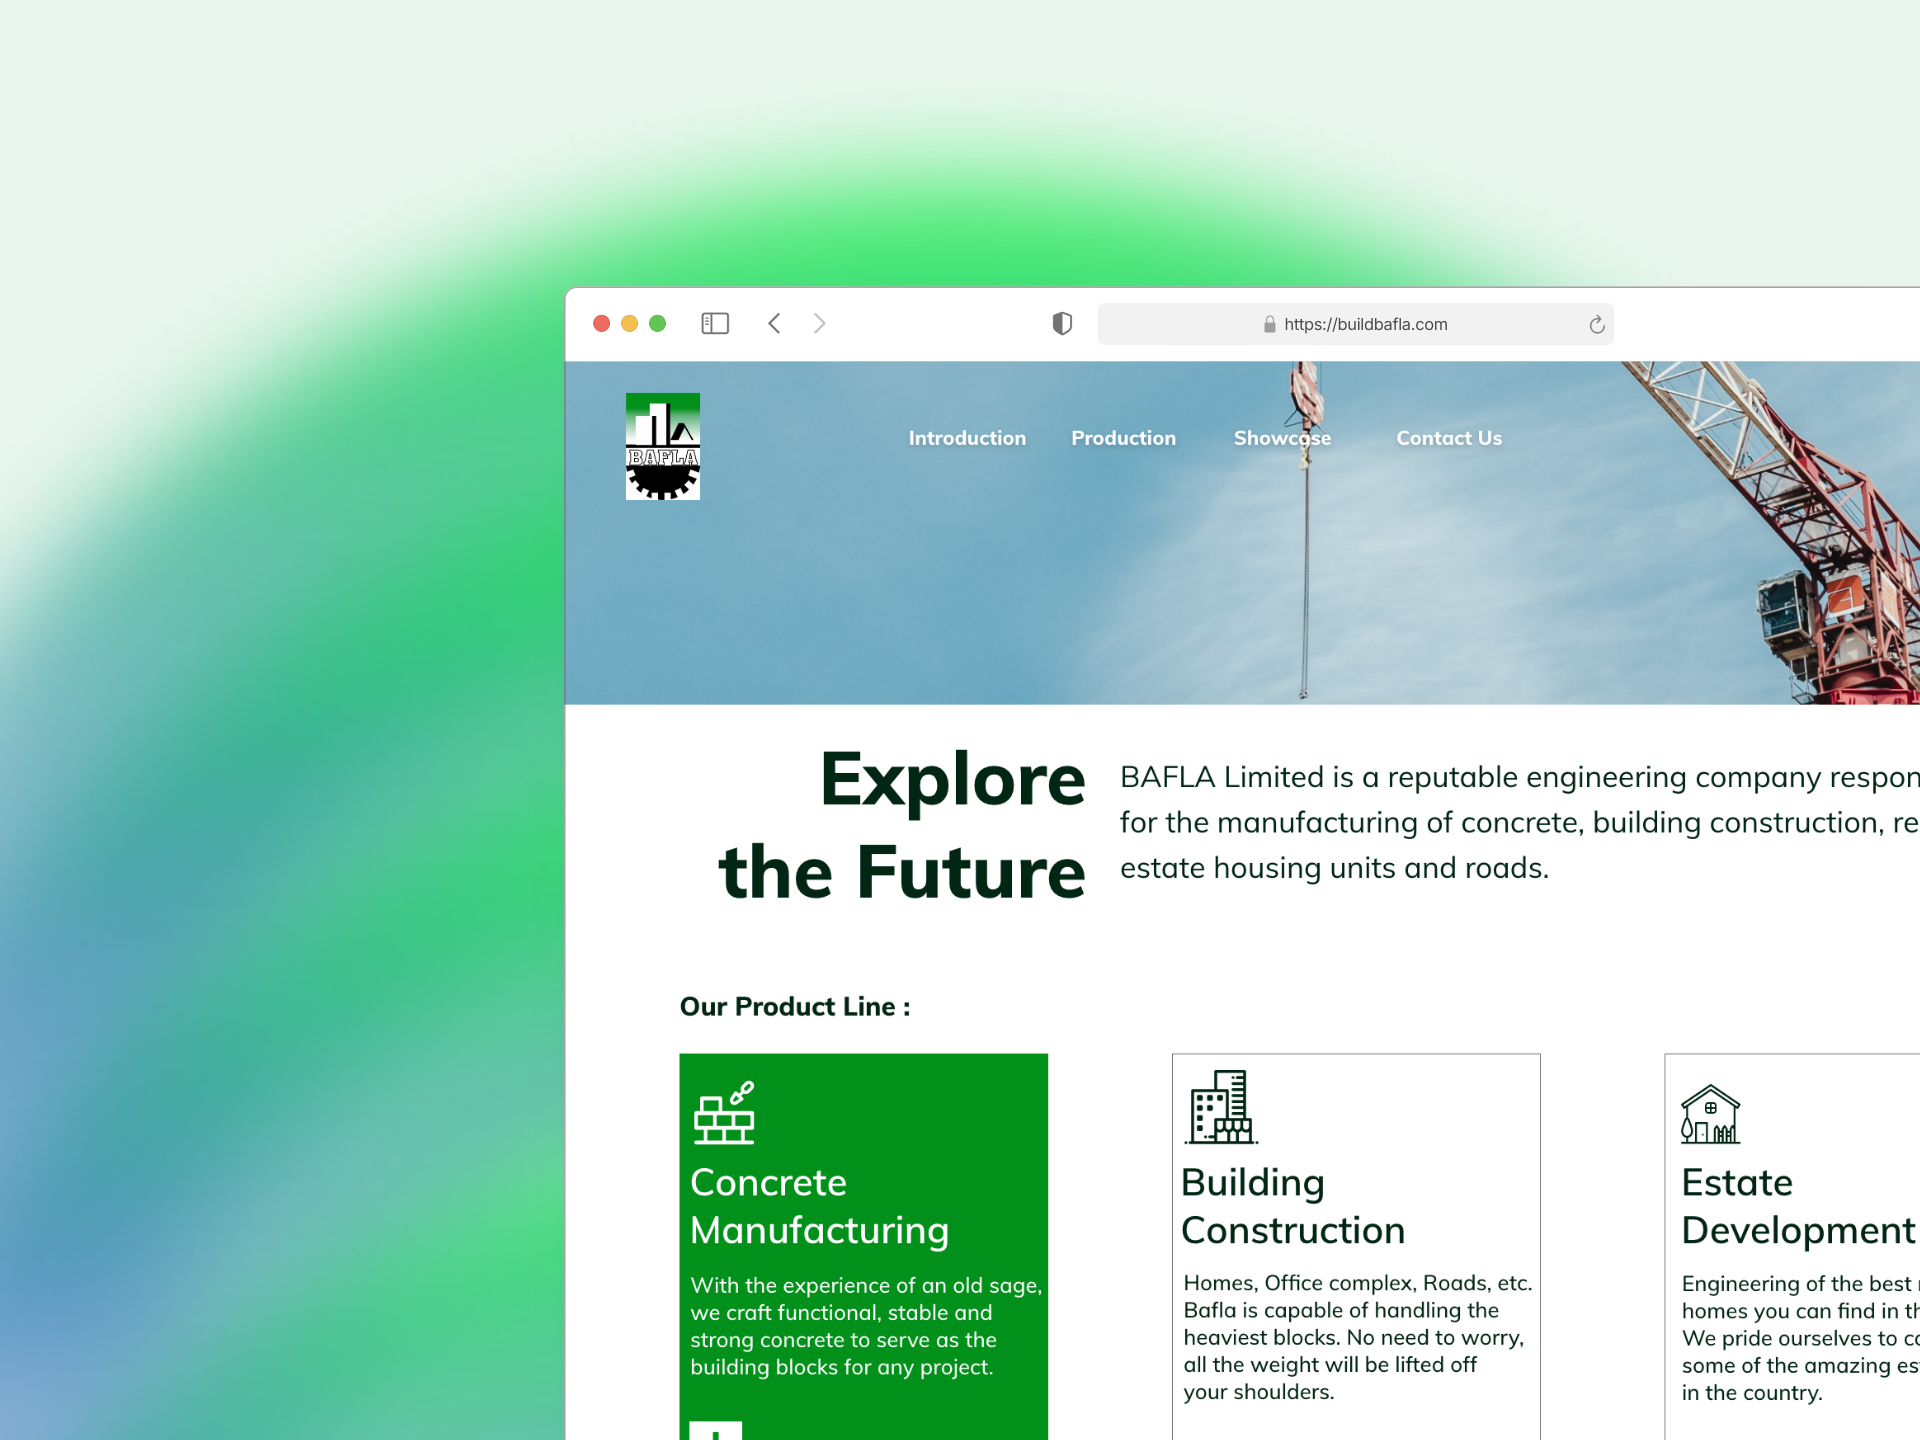 https://buildbafla.com
BAFLA
Introduction Production Showcase Contact Us
Explore
the Future
BAFLA Limited is a reputable engineering company respon
for the manufacturing of concrete, building construction, re
estate housing units and roads.
Our Product Line :
Concrete
Manufacturing
With the experience of an old sage,
we craft functional, stable and
strong concrete to serve as the
building blocks for any project.
Building
Construction
Homes, Office complex, Roads, etc.
Bafla is capable of handling the
heaviest blocks. No need to worry,
all the weight will be lifted off
your shoulders.
Estate
Development
Engineering of the best
homes you can find in th
We pride ourselves to co
some of the amazing es
in the country.